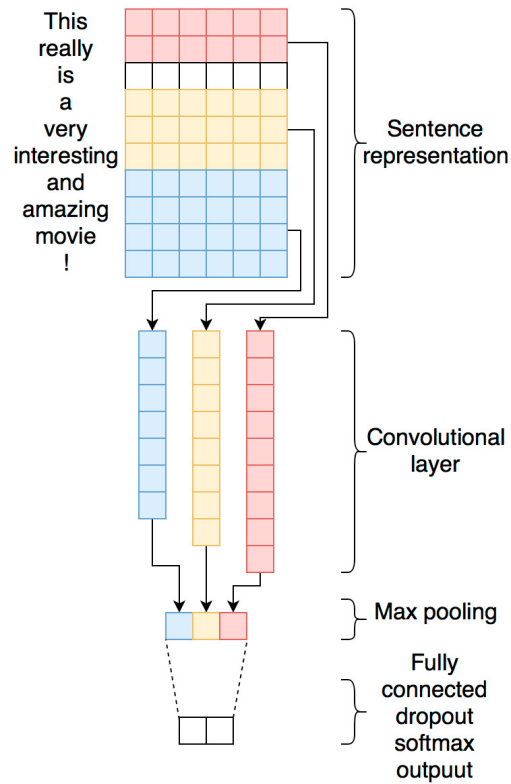 This
really
is
a
very
interesting
and
amazing
movie
!
Sentence
representation
Convolutional
layer
Max pooling
Fully
connected
dropout
softmax
outpuut